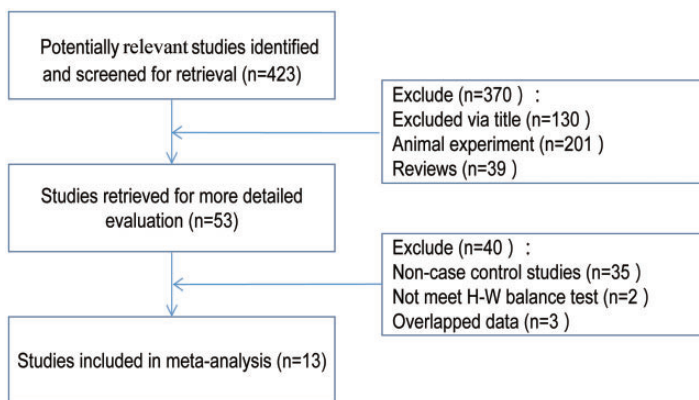 Potentially relevant studies identified
and screened for retrieval (n=423)
Exclude (n=370 ) :
Excluded via title (n=130 )
Animal experiment (n=201 )
Reviews (n=39 )
Studies retrieved for more detailed
evaluation (n=53)
Exclude (n=40 ) :
Non-case control studies (n=35 )
Not meet H-W balance test (n=2 )
Overlapped data (n=3 )
Studies included in meta-analysis (n=13)